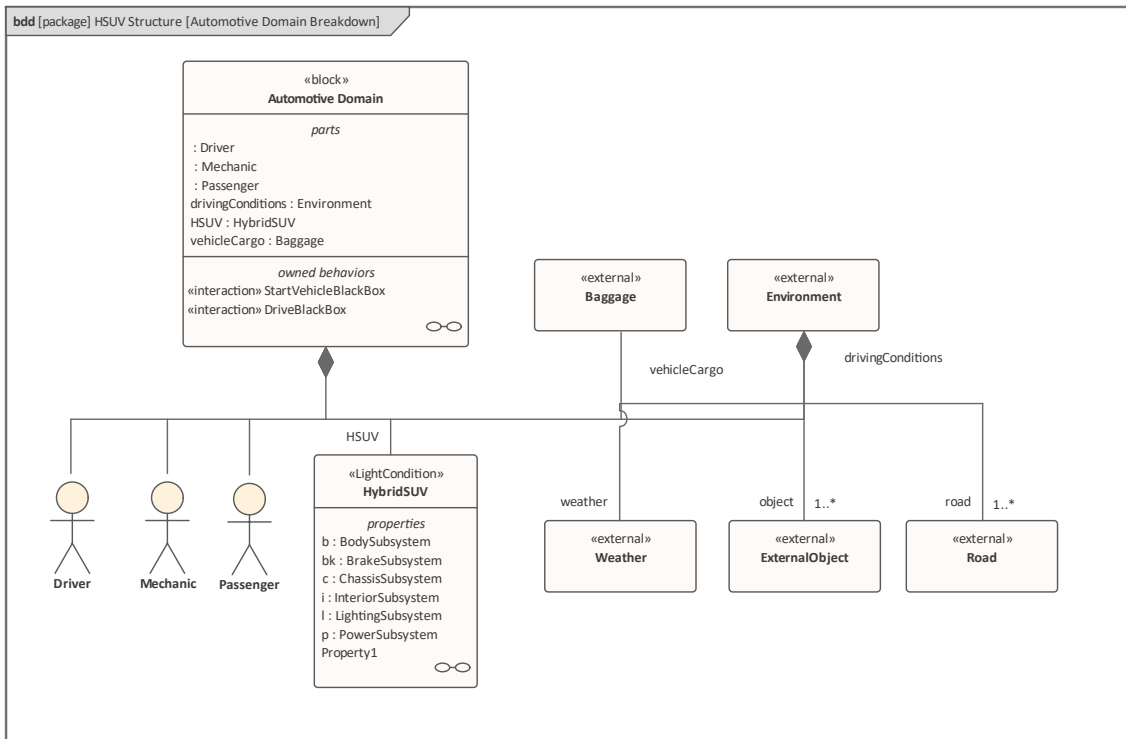 bdd [package] HSUV Structure [Automotive Domain Breakdown]
«block»
Automotive Domain
parts
: Driver
: Mechanic
: Passenger
drivingConditions : Environment
HSUV : HybridSUV
vehicleCargo : Baggage
owned behaviors
«interaction» StartVehicleBlackBox
«interaction» DriveBlackBox
«external»
Baggage
«external»
Environment
vehicleCargo
drivingConditions
HSUV
«LightCondition»
HybridSUV
properties
b : BodySubsystem
bk : BrakeSubsystem
c : ChassisSubsystem
i : InteriorSubsystem
l : LightingSubsystem
p : PowerSubsystem
Property1
Driver
Mechanic
Passenger
weather
object
1..*
road
1..*
«external»
Weather
«external»
ExternalObject
«external»
Road